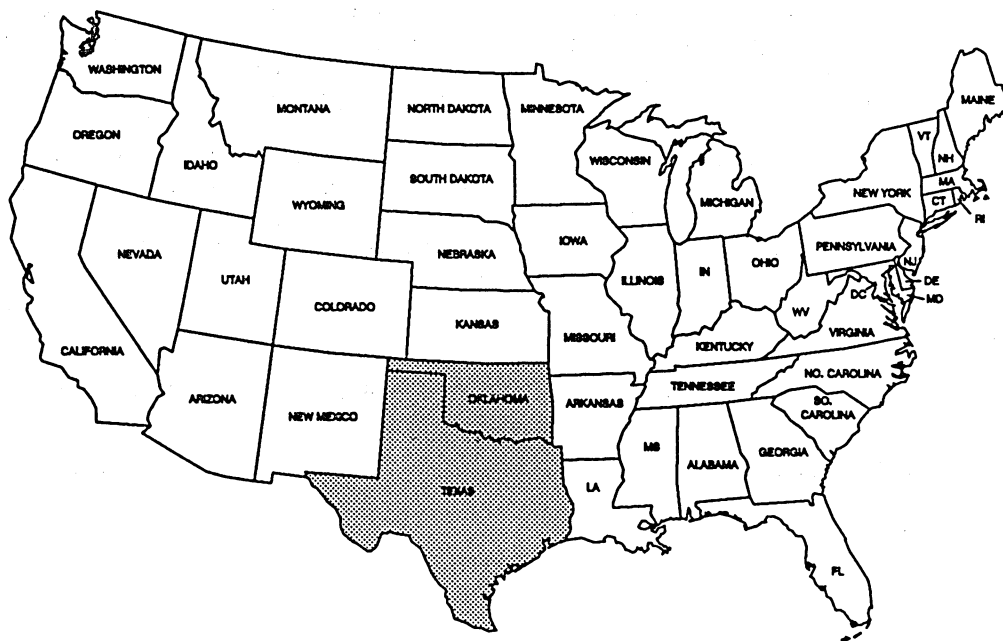 WASHINGTON
MONTANA
NORTH DAKOTA
MINNESOTA
MAINE
OREGON
IDAHO
WISCONSIN
VT
NH
SOUTH DAKOTA
MICHIGAN
NEW YORK
MA
CT
RI
WYOMING
NEVADA
NEBRASKA
IOWA
PENNSYLVANIA
NJ
UTAH
ILLINOIS
IN
OHIO
DE
COLORADO
DC
MD
WV
KANSAS
VIRGINIA
MISSOURI
KENTUCKY
CALIFORNIA
ARIZONA
NEW MEXICO
OKLAHOMA
ARKANSAS
TENNESSEE
NO. CAROLINA
SO.
CAROLINA
MS
ALABAMA
GEORGIA
TEXAS
LA
FL